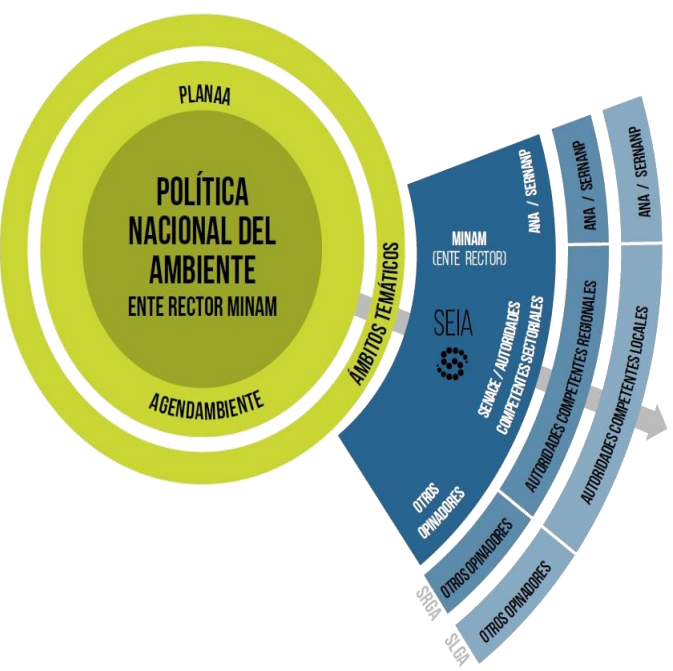 PLANAA
POLÍTICA
NACIONAL DEL
AMBIENTE
ENTE RECTOR MINAM
AGENDAMBIENTE
ÁMBITOS TEMÁTICOS
MINAM
(ENTE RECTOR)
ANA / SERNANP
SEIA
SENACE / AUTORIDADES
COMPETENTES SECTORIALES
OTROS
OPINADORES
ANA / SERNANP
AUTORIDADES COMPETENTES REGIONALES
OTROS OPINADORES
SRGA
ANA / SERNANP
AUTORIDADES COMPETENTES LOCALES
OTROS OPINADORES
SLGA